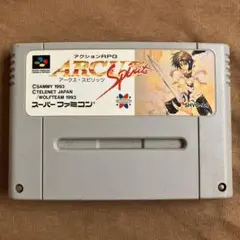 アクションRPG
ARCUS
Spirits
アークス・スピリッツ
©SAMMY 1993
©TELENET JAPAN
/WOLFTEAM 1993
スーパーファミコン